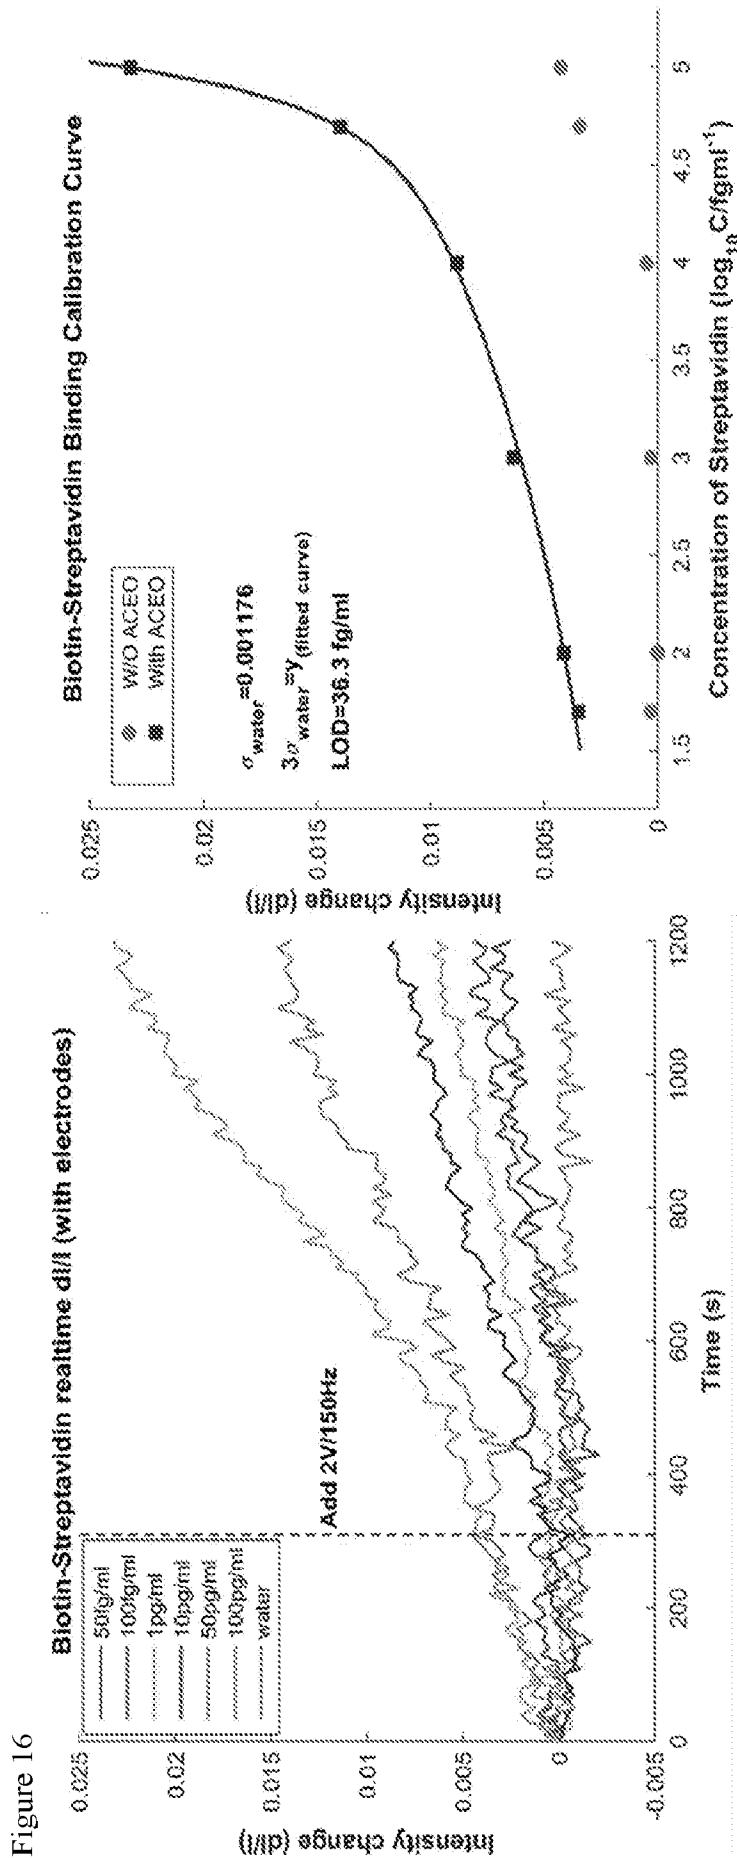 Figure 16
Biotin-Streptavidin realtime dI/I (with electrodes)
50fg/ml
100fg/ml
1pg/ml
10pg/ml
50pg/ml
100pg/ml
water
Add 2V/150Hz
Intensity change (dI/I)
0.025
0.02
0.015
0.01
0.005
0
-0.005
0
200
400
600
800
1000
1200
Time (s)
Biotin-Streptavidin Binding Calibration Curve
W/O ACEO
With ACEO
σwater=0.001176
3σwater=y(fitted curve)
LOD=36.3 fg/ml
Intensity change (dI/I)
0.025
0.02
0.015
0.01
0.005
0
1.5
2
2.5
3
3.5
4
4.5
5
Concentration of Streptavidin (log10 C/fgml-1)